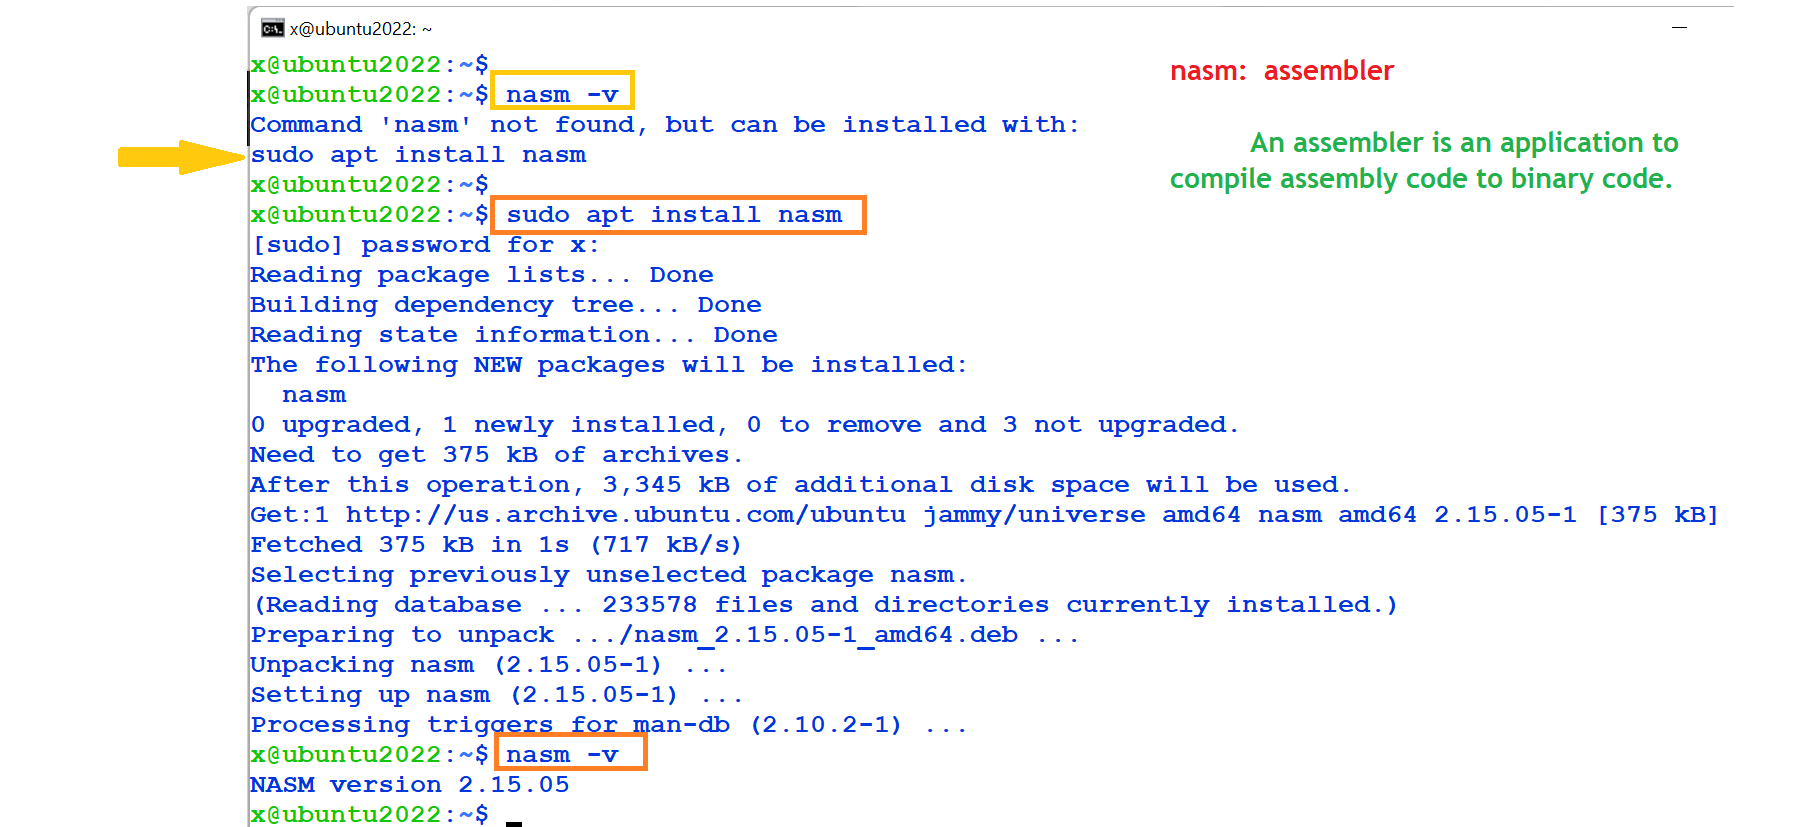 x@ubuntu2022: ~
x@ubuntu2022:~$
x@ubuntu2022:~$ nasm -v
Command 'nasm' not found, but can be installed with:
sudo apt install nasm
x@ubuntu2022:~$
x@ubuntu2022:~$ sudo apt install nasm
[sudo] password for x:
Reading package lists... Done
Building dependency tree... Done
Reading state information... Done
The following NEW packages will be installed:
  nasm
0 upgraded, 1 newly installed, 0 to remove and 3 not upgraded.
Need to get 375 kB of archives.
After this operation, 3,345 kB of additional disk space will be used.
Get:1 http://us.archive.ubuntu.com/ubuntu jammy/universe amd64 nasm amd64 2.15.05-1 [375 kB]
Fetched 375 kB in 1s (717 kB/s)
Selecting previously unselected package nasm.
(Reading database ... 233578 files and directories currently installed.)
Preparing to unpack .../nasm_2.15.05-1_amd64.deb ...
Unpacking nasm (2.15.05-1) ...
Setting up nasm (2.15.05-1) ...
Processing triggers for man-db (2.10.2-1) ...
x@ubuntu2022:~$ nasm -v
NASM version 2.15.05
x@ubuntu2022:~$
nasm: assembler
An assembler is an application to
compile assembly code to binary code.